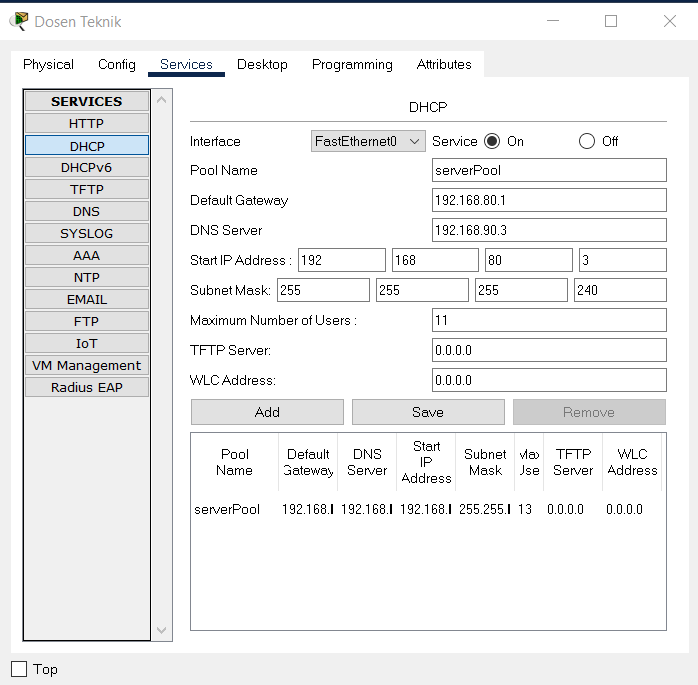 Dosen Teknik
Physical Config Services Desktop Programming Attributes
SERVICES
HTTP
DHCP
DHCPv6
TFTP
DNS
SYSLOG
AAA
NTP
EMAIL
FTP
IoT
VM Management
Radius EAP
DHCP
Interface FastEthernet0 Service On Off
Pool Name serverPool
Default Gateway 192.168.80.1
DNS Server 192.168.90.3
Start IP Address : 192 168 80 3
Subnet Mask: 255 255 255 240
Maximum Number of Users : 11
TFTP Server: 0.0.0.0
WLC Address: 0.0.0.0
Add Save Remove
Pool Name
Default Gateway
DNS Server
Start IP Address
Subnet Mask
TFTP Server
WLC Address
serverPool 192.168. 192.168. 192.168. 255.255. 13 0.0.0.0 0.0.0.0
Top